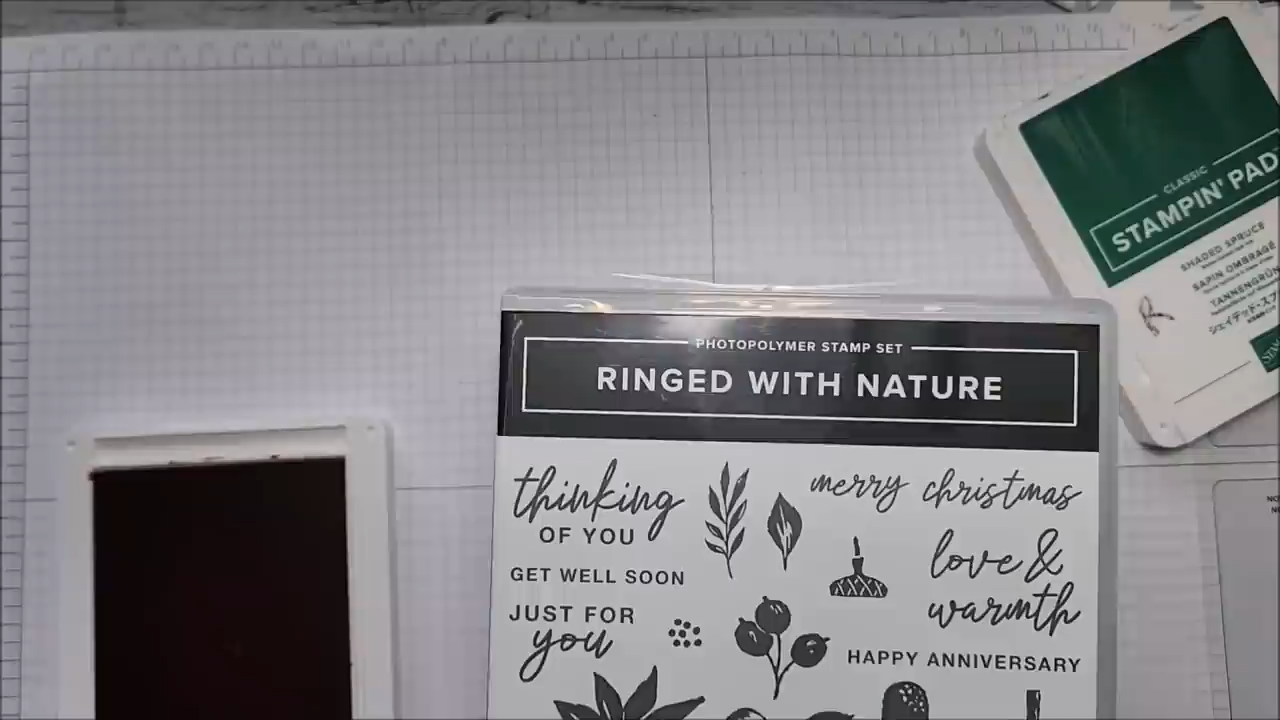 CLASSIC
STAMPIN' PAD
SHADED SPRUCE
SAPIN OMBRAGÉ
TANNENGRÜN
R
PHOTOPOLYMER STAMP SET
RINGED WITH NATURE
thinking
OF YOU
merry christmas
GET WELL SOON
love &
warmth
JUST FOR
you
HAPPY ANNIVERSARY